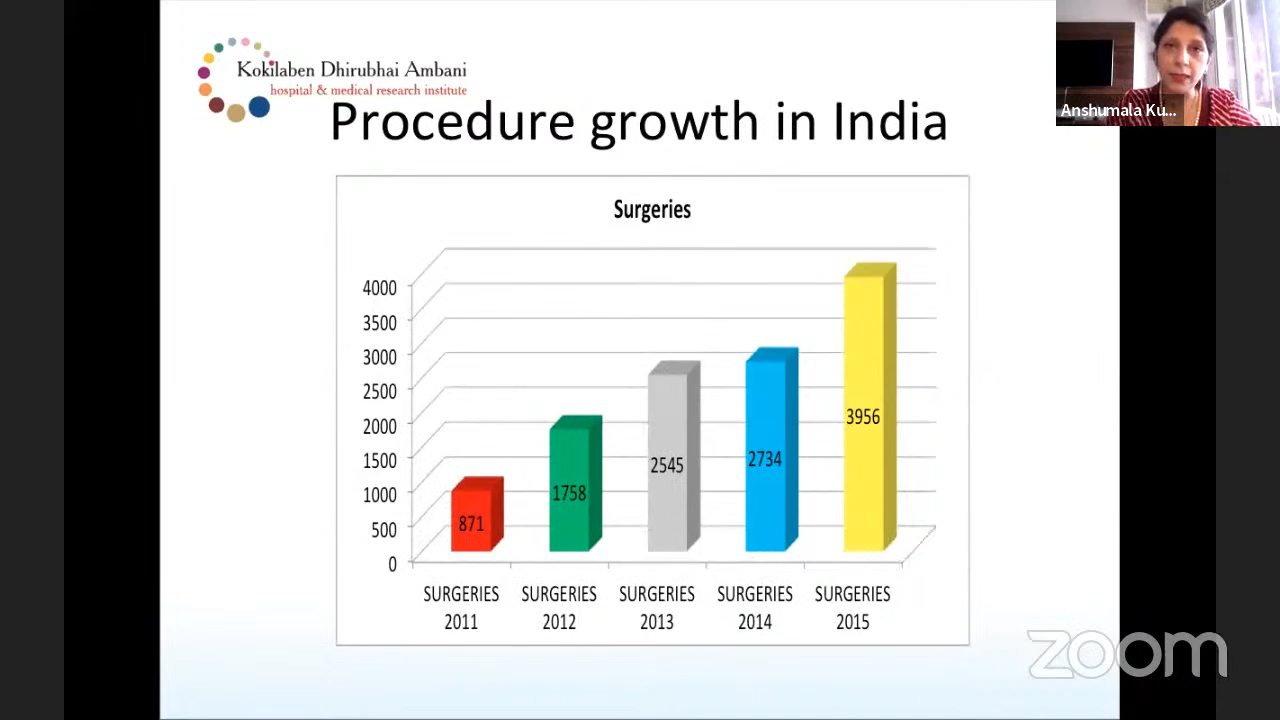 Kokilaben Dhirubhai Ambani
hospital & medical research institute
Procedure growth in India
Anshumala Ku...
Surgeries
4000
3500
3000
2500
2000
1500
1000
500
0
871
1758
2545
2734
3956
SURGERIES 2011
SURGERIES 2012
SURGERIES 2013
SURGERIES 2014
SURGERIES 2015
zoom